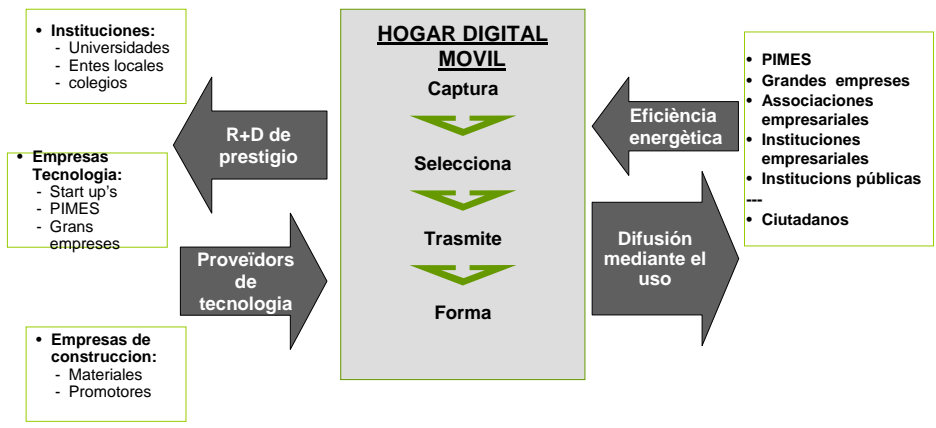 • Instituciones:
- Universidades
- Entes locales
- colegios
• Empresas
Tecnologia:
- Start up's
- PIMES
- Grans
empreses
• Empresas de
construccion:
- Materiales
- Promotores
R+D de
prestigio
Proveïdors
de
tecnologia
HOGAR DIGITAL
MOVIL
Captura
Selecciona
Trasmite
Forma
Eficiència
energètica
Difusión
mediante el
uso
• PIMES
• Grandes empreses
• Associaciones
empresariales
• Instituciones
empresariales
• Institucions públicas
---
• Ciutadanos